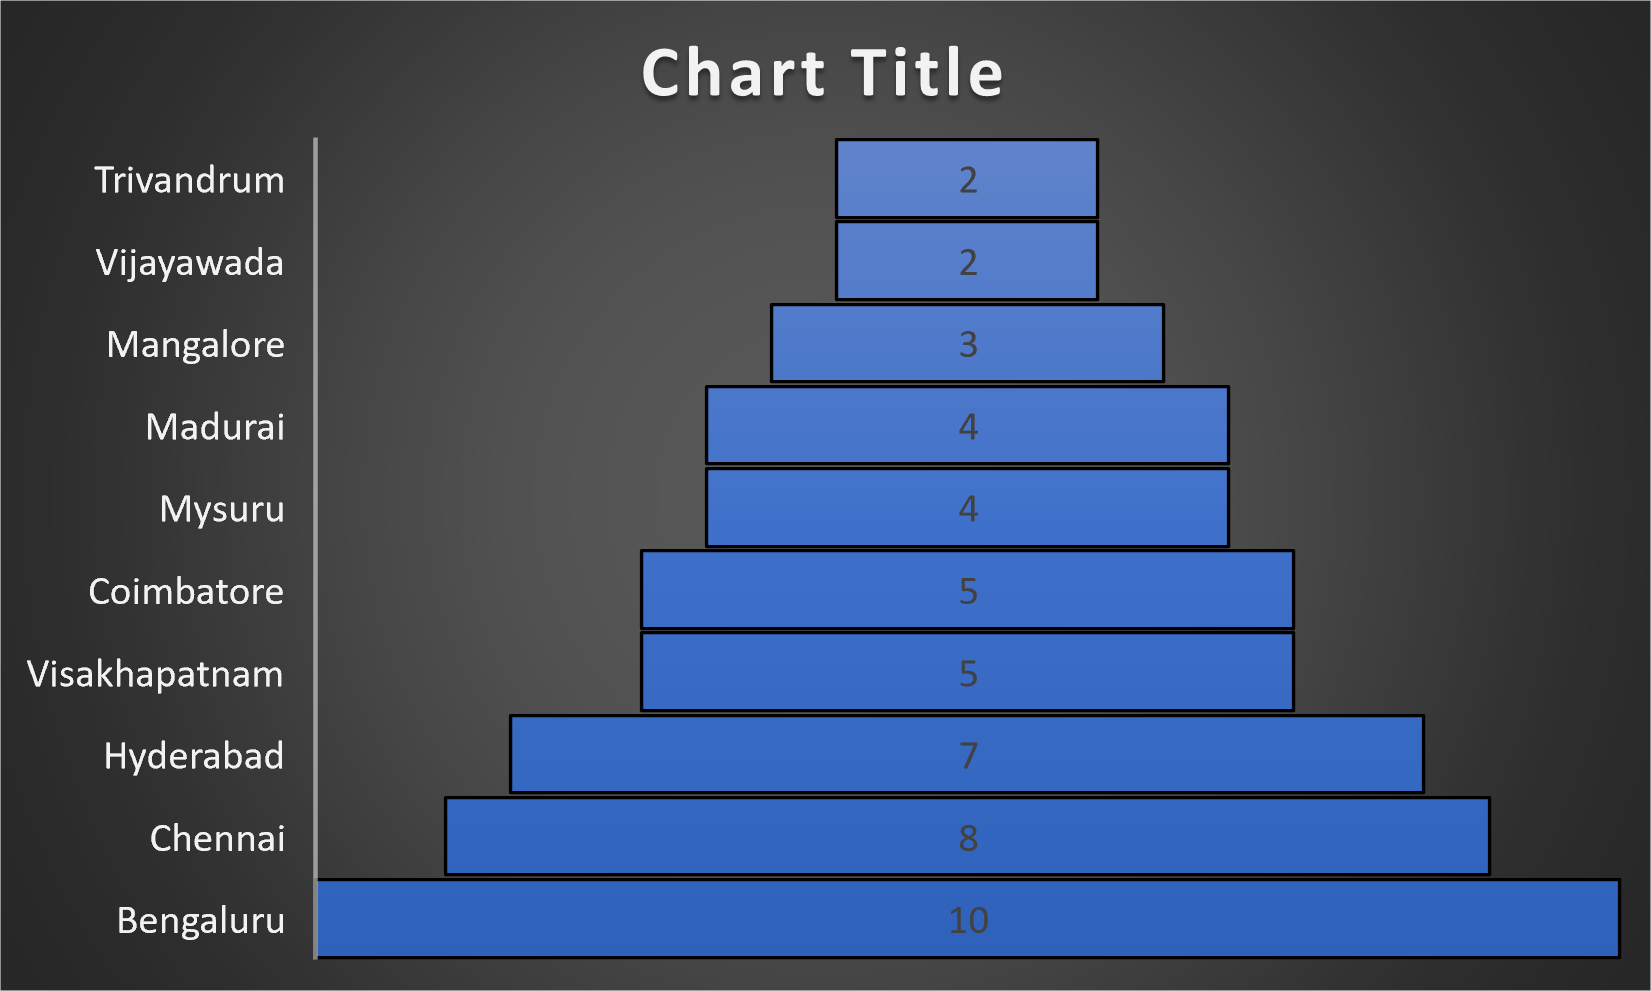 Chart Title
Trivandrum 2
Vijayawada 2
Mangalore 3
Madurai 4
Mysuru 4
Coimbatore 5
Visakhapatnam 5
Hyderabad 7
Chennai 8
Bengaluru 10